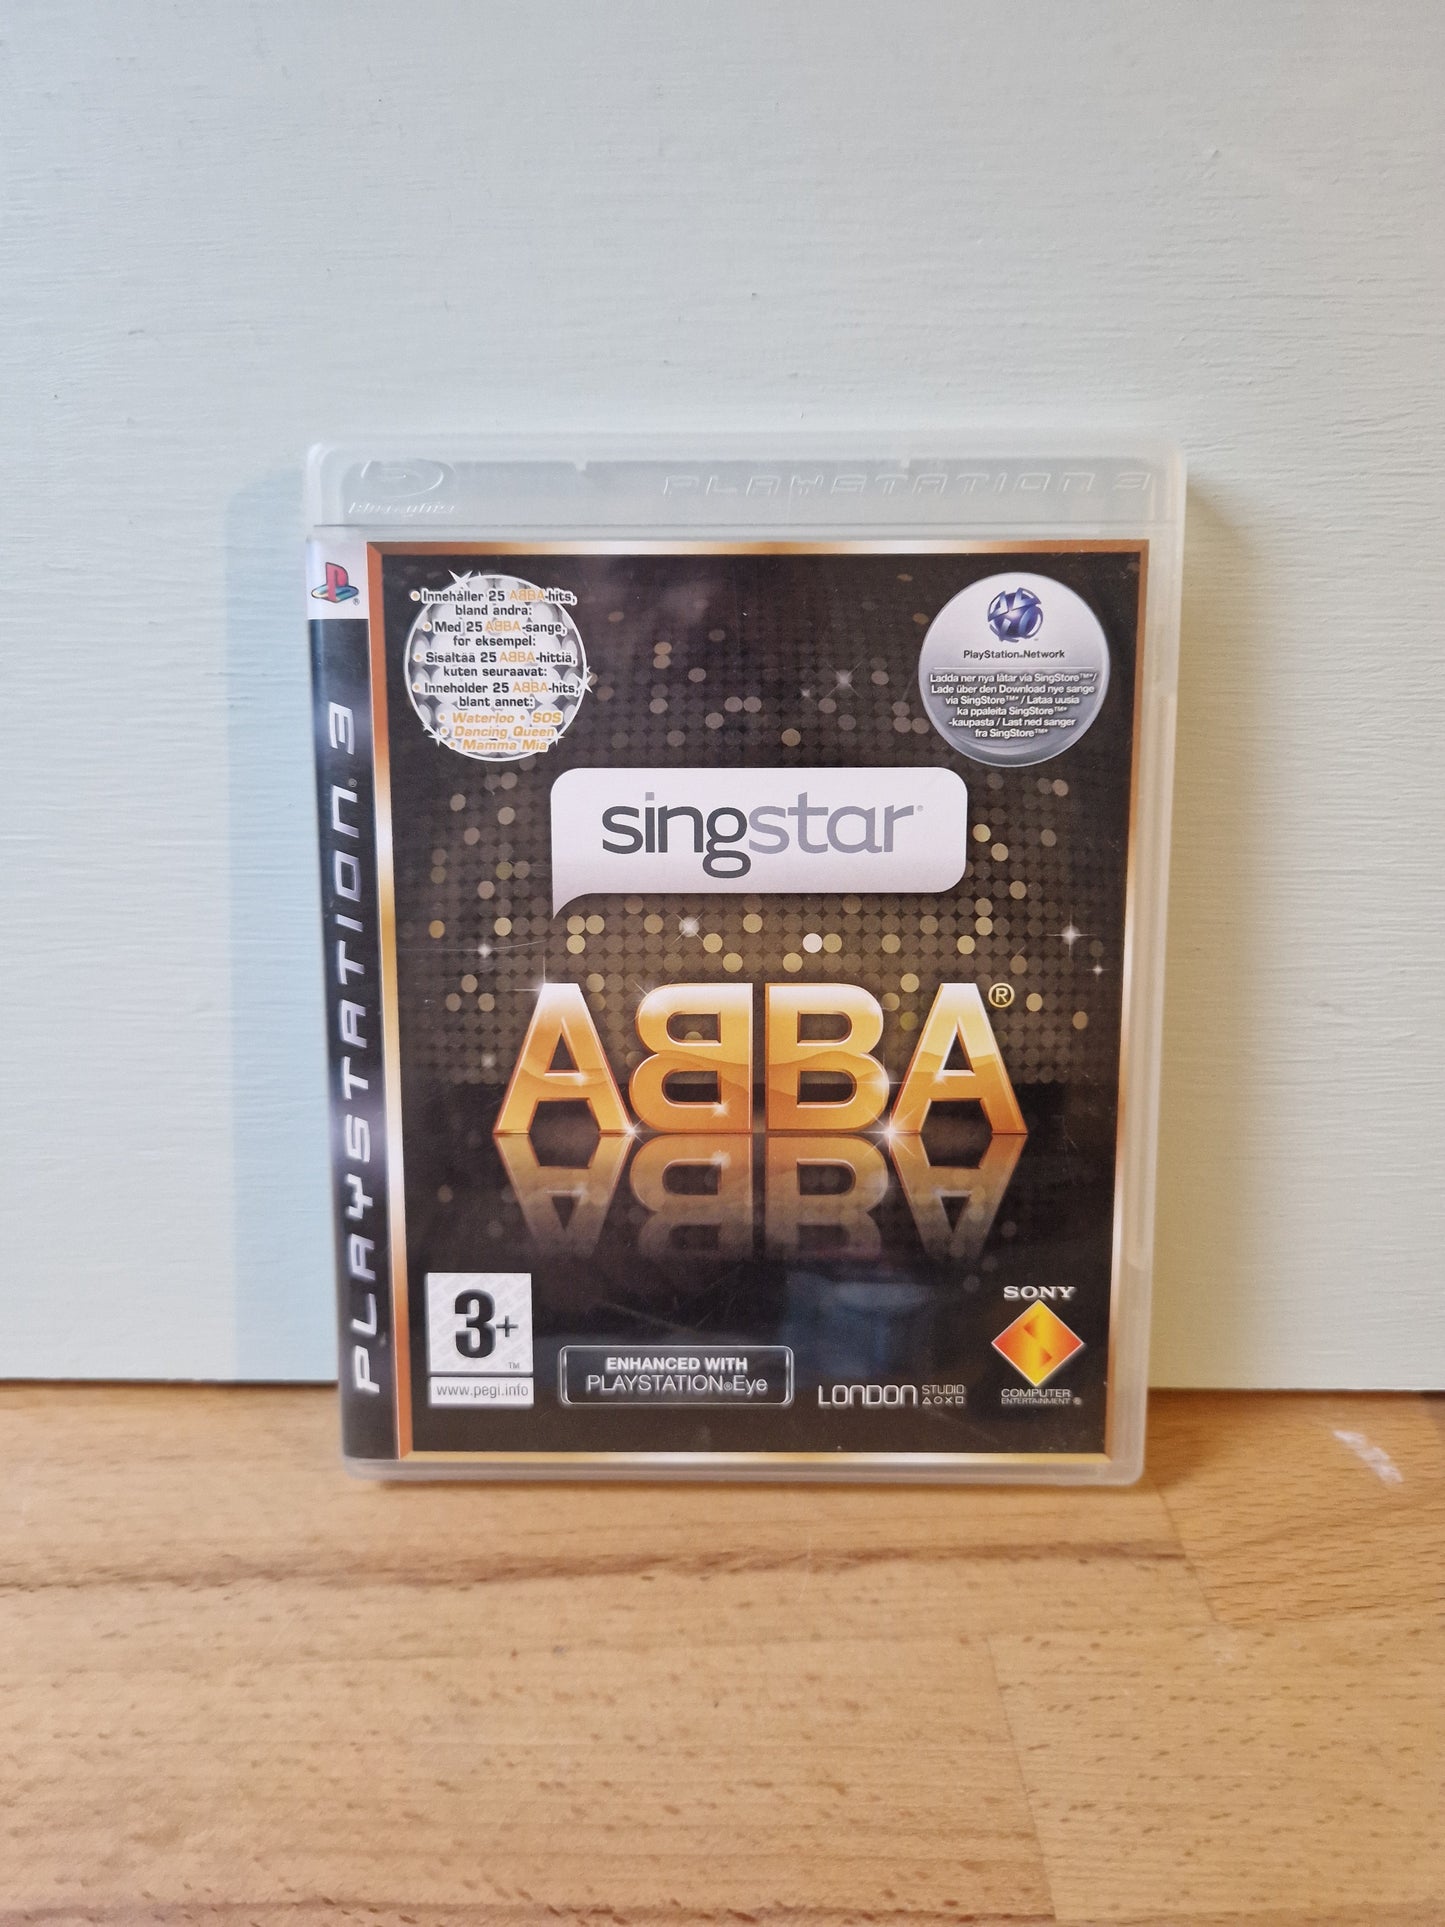 Blu-ray Disc
PLAYSTATION 3
PLAYSTATION®3
• Innehåller 25 ABBA-hits,
bland andra:
• Med 25 ABBA-sange,
for eksempel:
• Sisältää 25 ABBA-hittiä,
kuten seuraavat:
• Inneholder 25 ABBA-hits,
blant annet:
• Waterloo • SOS
• Dancing Queen
• Mamma Mia
PlayStation®Network
Ladda ner nya låtar via SingStore™*/
Lade über den Download nye sange
via SingStore™* / Lataa uusia
ka ppaleita SingStore™*
-kaupasta / Last ned sanger
fra SingStore™*
singstar®
ABBA®
3+
™
www.pegi.info
ENHANCED WITH
PLAYSTATION®Eye
LONDON STUDIO
SONY
COMPUTER
ENTERTAINMENT ®